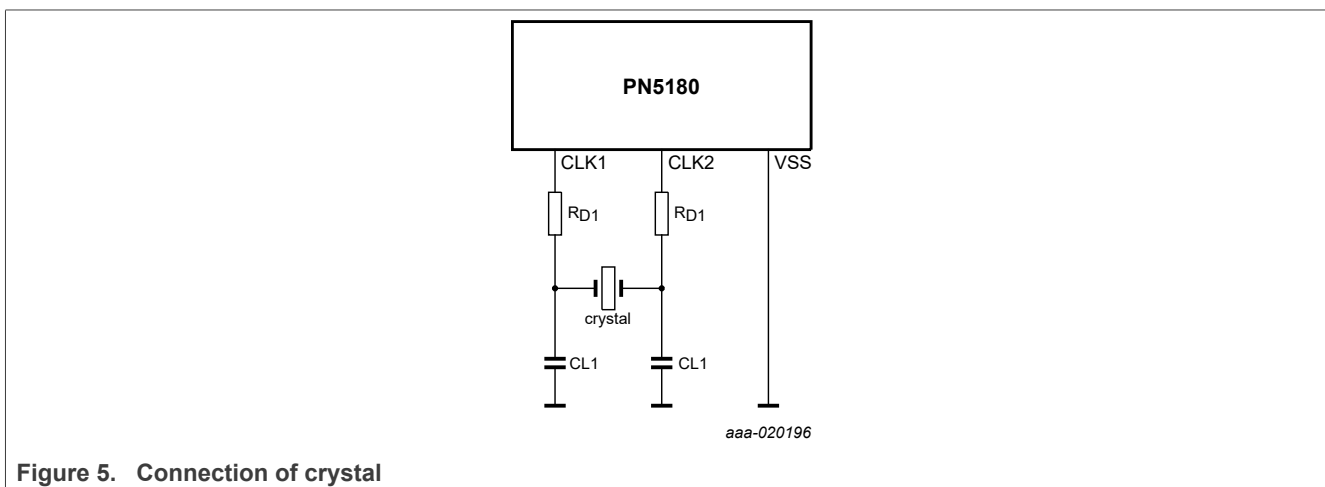 PN5180
CLK1 CLK2 VSS
RD1 RD1
crystal
CL1 CL1
aaa-020196
Figure 5. Connection of crystal